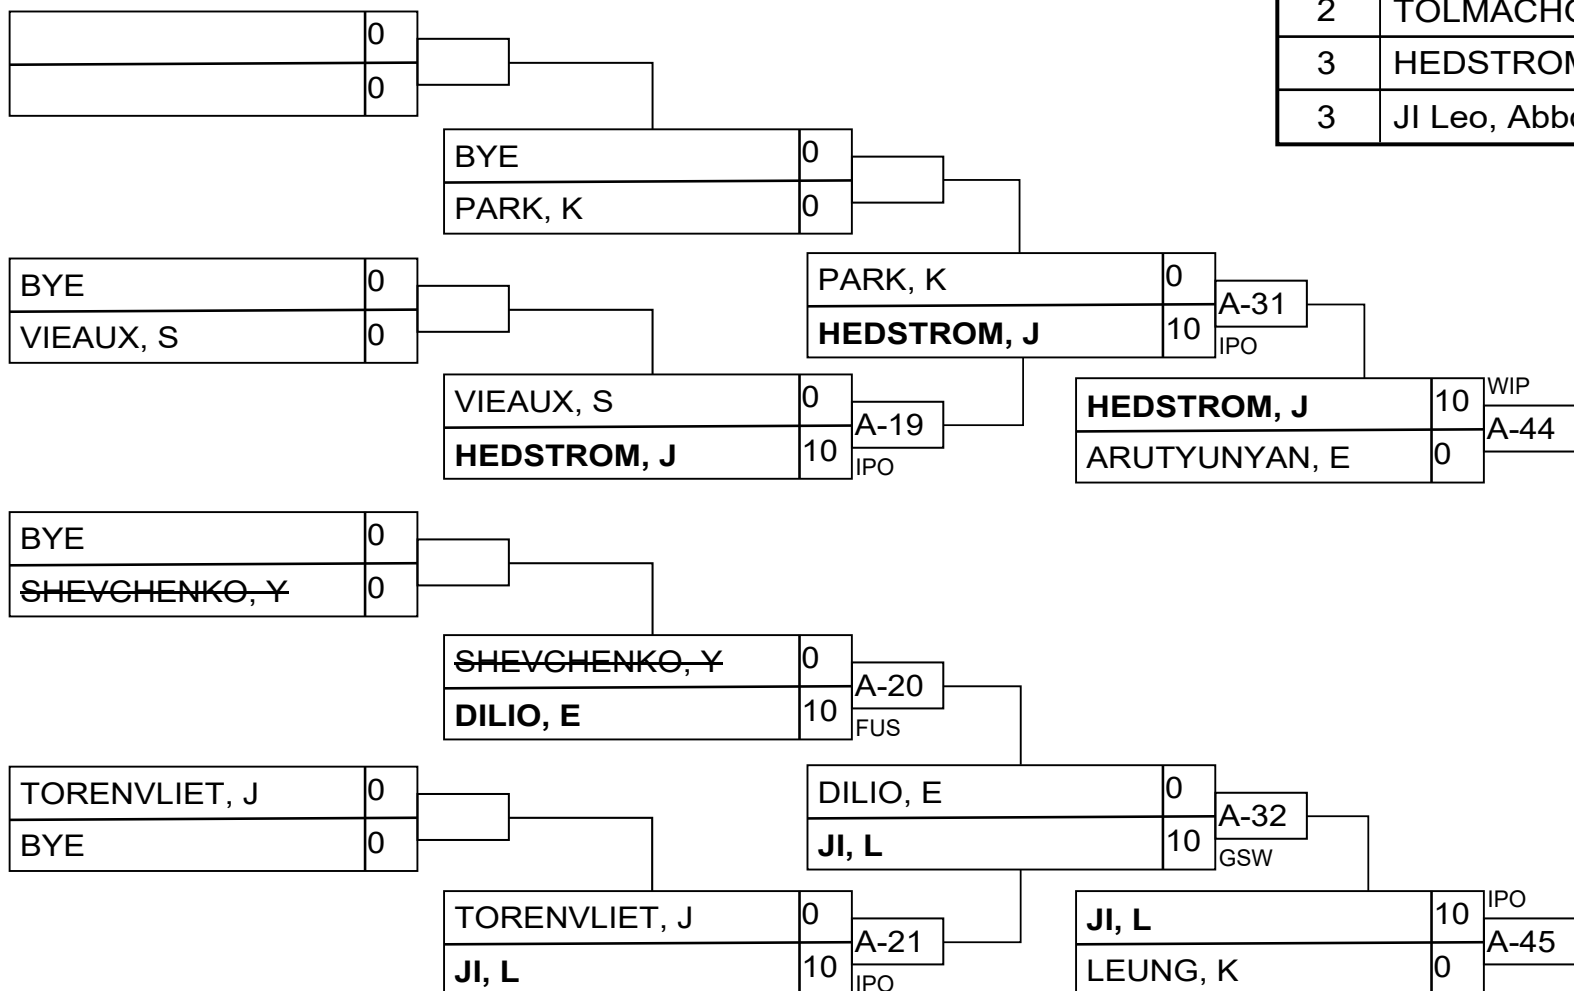 0
0
2
3 HEDSTROM
3 JI Leo,
BYE 0
PARK, K 0
BYE 0
VIEAUX, S 0
PARK, K 0
HEDSTROM, J 10
A-31
IPO
VIEAUX, S 0
HEDSTROM, J 10
A-19
IPO
HEDSTROM, J 10
ARUTYUNYAN, E 0
WIP
A-44
BYE 0
SHEVCHENKO, Y 0
SHEVCHENKO, Y 0
DILIO, E 10
A-20
FUS
TORENVLIET, J 0
BYE 0
DILIO, E 0
JI, L 10
A-32
GSW
TORENVLIET, J 0
JI, L 10
A-21
IPO
JI, L 10
LEUNG, K 0
IPO
A-45